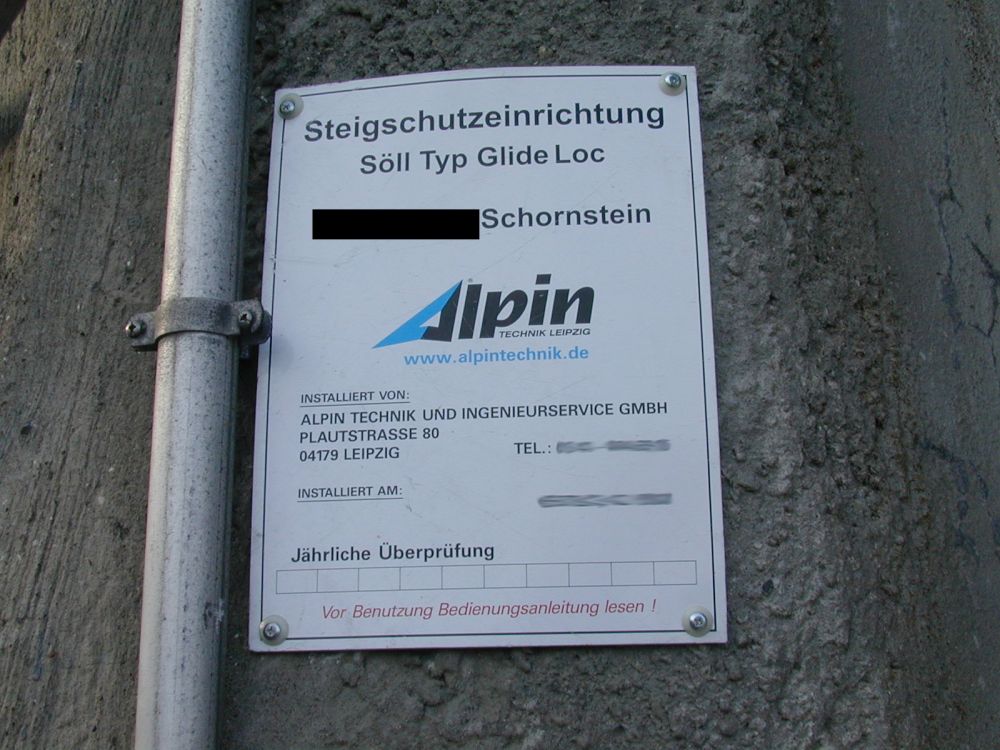 Steigschutzeinrichtung
Söll Typ Glide Loc
Schornstein
Alpin
TECHNIK LEIPZIG
www.alpintechnik.de
INSTALLIERT VON:
ALPIN TECHNIK UND INGENIEURSERVICE GMBH
PLAUTSTRASSE 80
04179 LEIPZIG TEL.:
INSTALLIERT AM:
Jährliche Überprüfung
Vor Benutzung Bedienungsanleitung lesen !